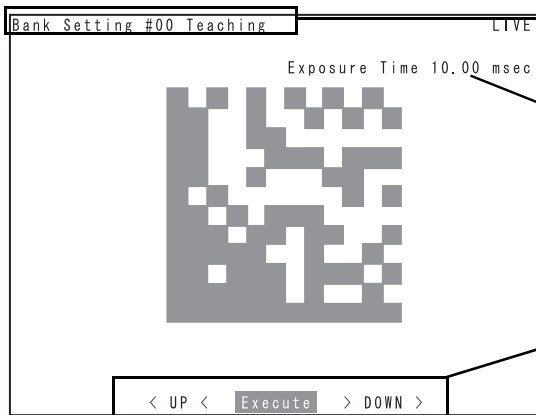 Bank Setting #00 Teaching LIVE
Exposure Time 10.00 msec
< UP < Execute > DOWN >